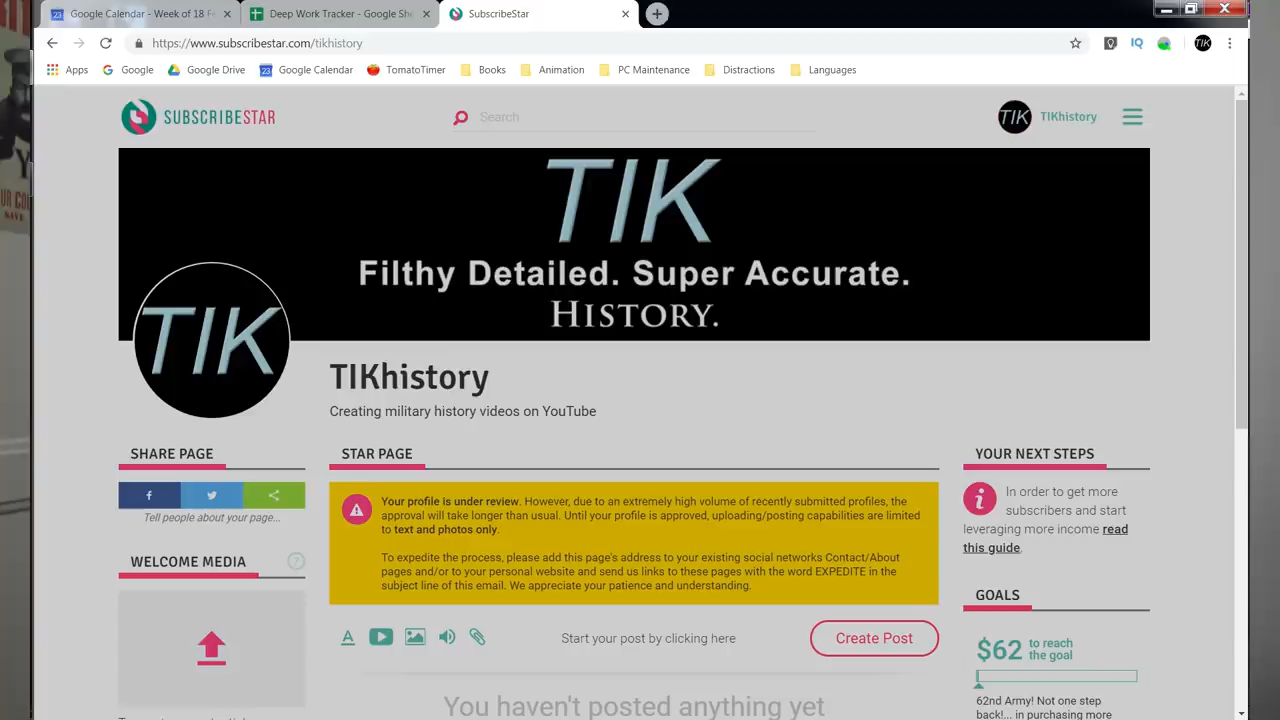 Google Calendar - Week of 18 Fe
Deep Work Tracker - Google She
SubscribeStar
https://www.subscribestar.com/tikhistory
IQ
TIK
Apps
Google
Google Drive
23
Google Calendar
TomatoTimer
Books
Animation
PC Maintenance
Distractions
Languages
SUBSCRIBESTAR
Search
TIK
TIKhistory
TIK
Filthy Detailed. Super Accurate.
HISTORY.
TIK
TIKhistory
Creating military history videos on YouTube
SHARE PAGE
Tell people about your page...
WELCOME MEDIA
?
STAR PAGE
Your profile is under review. However, due to an extremely high volume of recently submitted profiles, the
approval will take longer than usual. Until your profile is approved, uploading/posting capabilities are limited
to text and photos only.
To expedite the process, please add this page's address to your existing social networks Contact/About
pages and/or to your personal website and send us links to these pages with the word EXPEDITE in the
subject line of this email. We appreciate your patience and understanding.
Start your post by clicking here
Create Post
You haven't posted anything yet
YOUR NEXT STEPS
In order to get more
subscribers and start
leveraging more income read
this guide.
GOALS
$62 to reach
the goal
62nd Army! Not one step
back!... in purchasing more